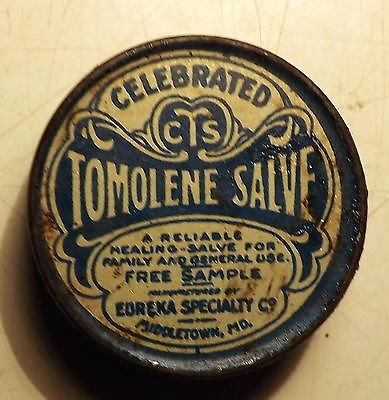 CELEBRATED
CTS
TOMOLENE SALVE
A RELIABLE
HEALING-SALVE FOR
FAMILY AND GENERAL USE.
FREE SAMPLE
MANUFACTURED BY
EUREKA SPECIALTY CO
MIDDLETOWN, MD.